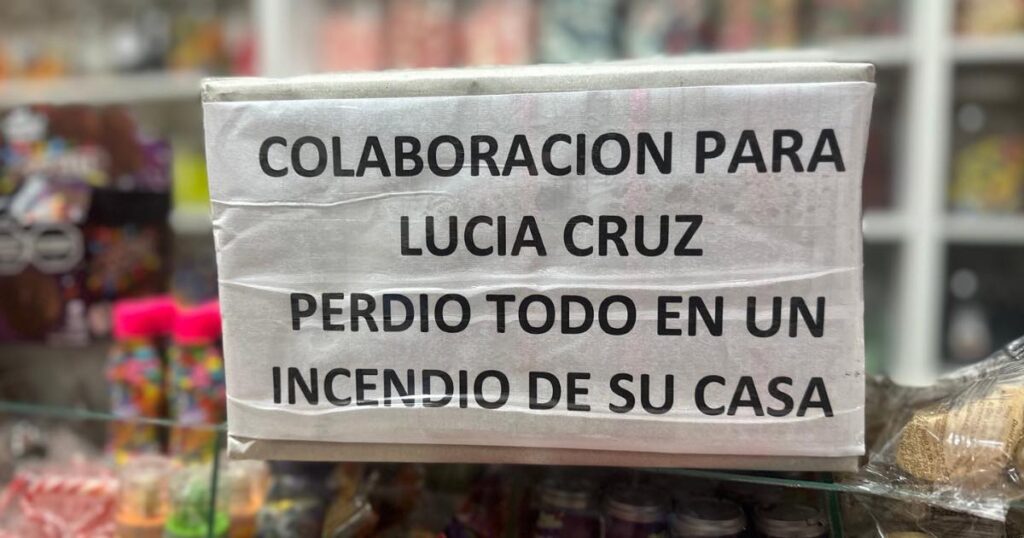 COLABORACION PARA
LUCIA CRUZ
PERDIO TODO EN UN
INCENDIO DE SU CASA